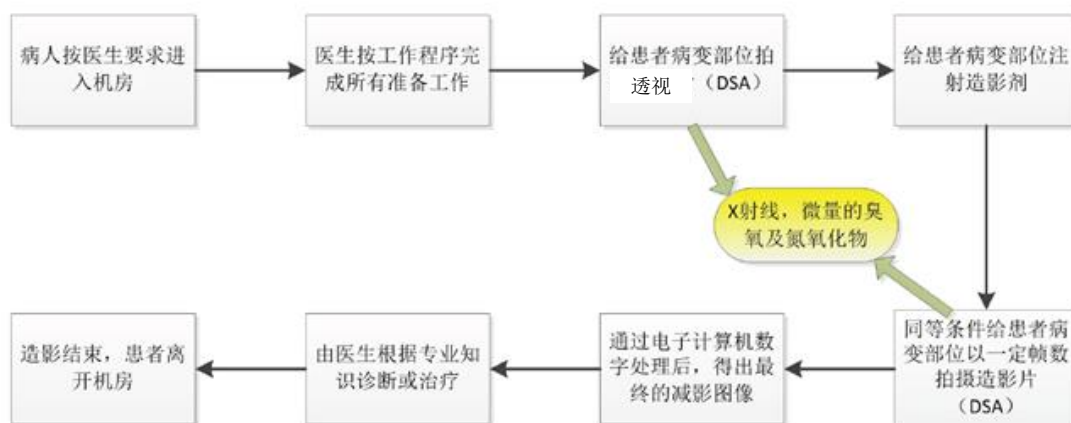 病人按医生要求进
入机房
医生按工作程序完
成所有准备工作
给患者病变部位拍
透视（DSA）
给患者病变部位注
射造影剂
X射线，微量的臭
氧及氮氧化物
同等条件给患者病
变部位以一定帧数
拍摄造影片
（DSA）
通过电子计算机数
字处理后，得出最
终的减影图像
由医生根据专业知
识诊断或治疗
造影结束，患者离
开机房